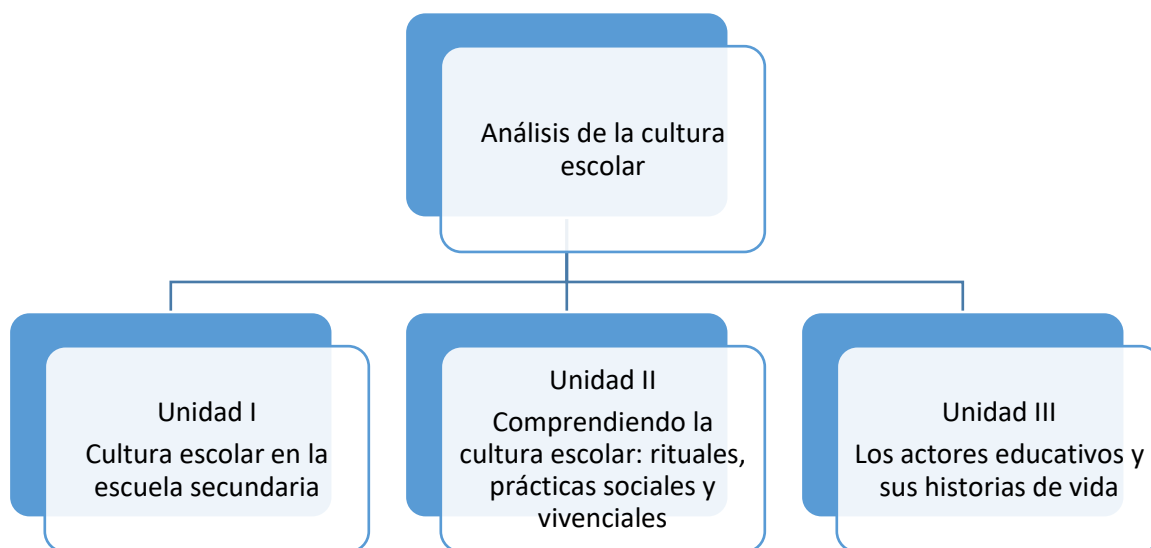 Análisis de la cultura
escolar
Unidad I
Cultura escolar en la
escuela secundaria
Unidad II
Comprendiendo la
cultura escolar: rituales,
prácticas sociales y
vivenciales
Unidad III
Los actores educativos y
sus historias de vida